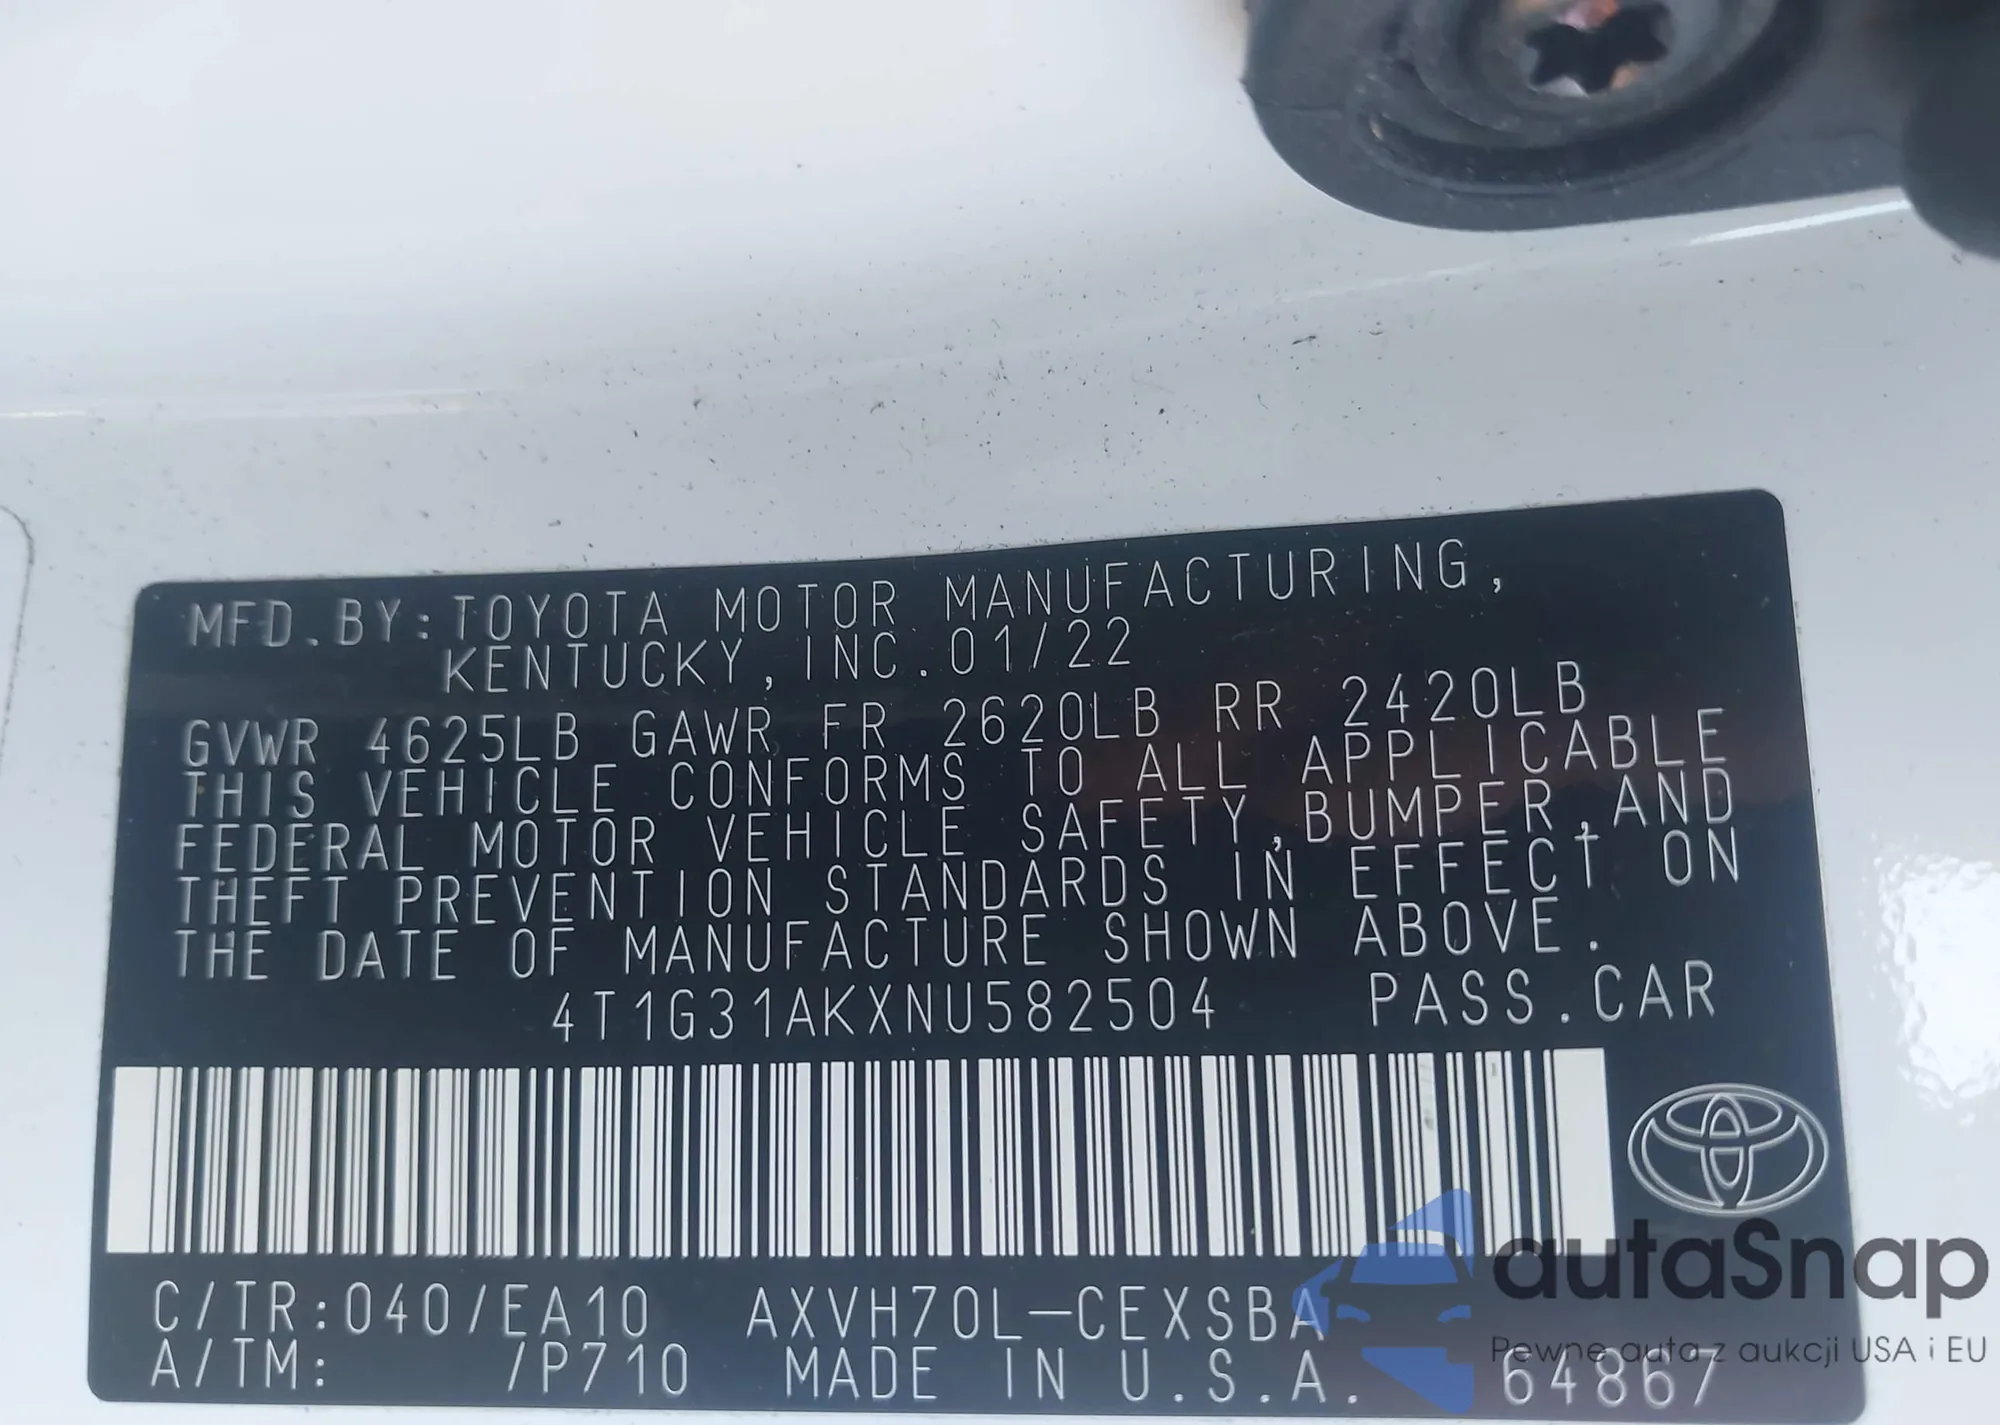 MFD.BY:TOYOTA MOTOR MANUFACTURING,
KENTUCKY, INC.01/22
GVWR 4625LB GAWR FR 2620LB RR 2420LB
THIS VEHICLE CONFORMS TO ALL APPLICABLE
FEDERAL MOTOR VEHICLE SAFETY,BUMPER,AND
THEFT PREVENTION STANDARDS IN EFFECT ON
THE DATE OF MANUFACTURE SHOWN ABOVE.
4T1G31AKXNU582504 PASS.CAR
C/TR:040/EA10 AXVH70L-CEXSBA
A/TM: /P710 MADE IN U.S.A. 64867
autaSnap
Pewne auta z aukcji USA i EU